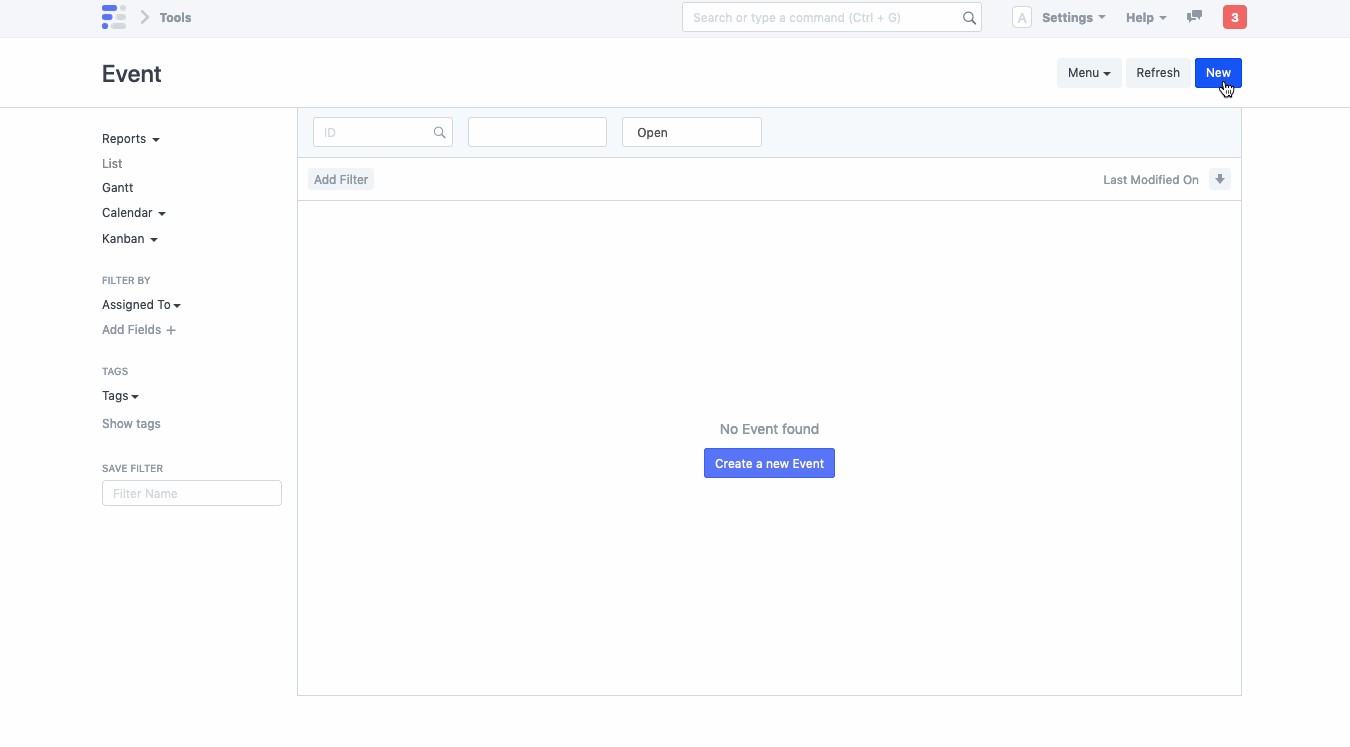 Tools
Search or type a command (Ctrl + G)
A
Settings
Help
3
Event
Menu
Refresh
New
Reports
List
Gantt
Calendar
Kanban
FILTER BY
Assigned To
Add Fields
TAGS
Tags
Show tags
SAVE FILTER
Filter Name
ID
Open
Add Filter
Last Modified On
No Event found
Create a new Event